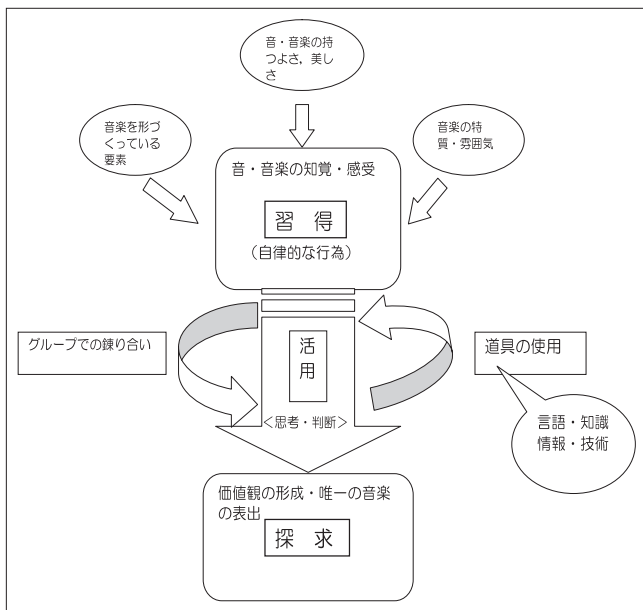 音・音楽の持
つよさ，美し
さ
音楽を形づ
くっている
要素
音楽の特
質・雰囲気
音・音楽の知覚・感受
習 得
（自律的な行為）
グループでの錬り合い
活
用
＜思考・判断＞
道具の使用
言語・知識
情報・技術
価値観の形成・唯一の音楽
の表出
探 求